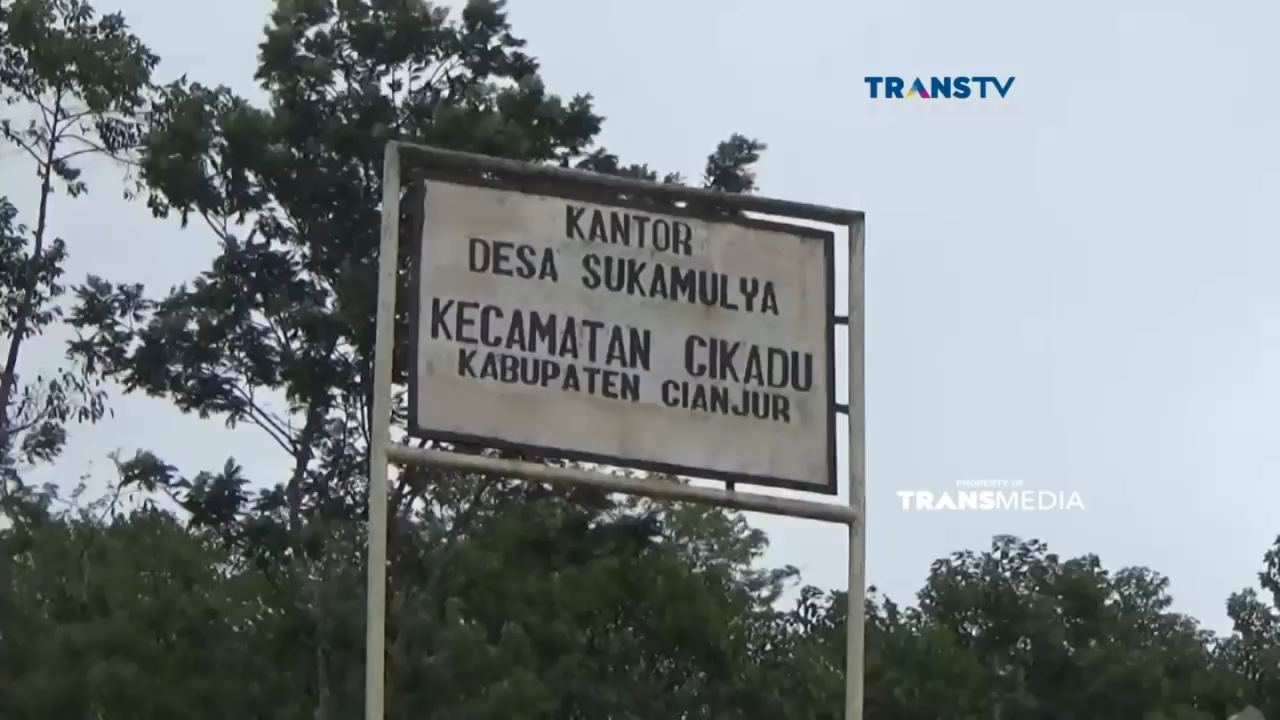 TRANSTV
KANTOR
DESA SUKAMULYA
KECAMATAN CIKADU
KABUPATEN CIANJUR
PROPERTY OF
TRANSMEDIA